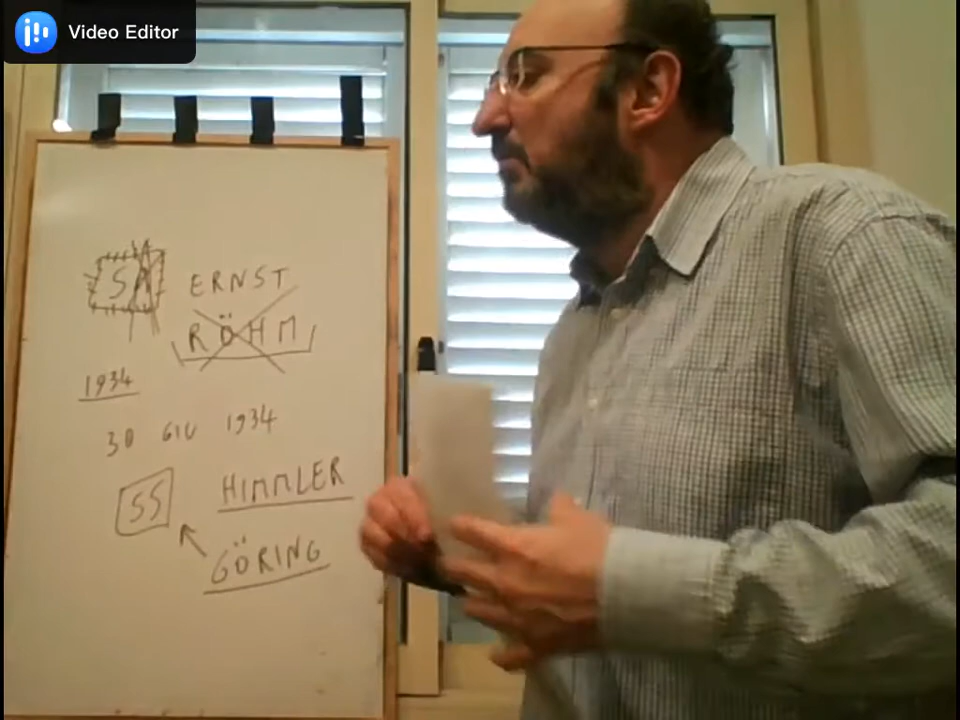 Video Editor
SA
ERNST
RÖHM
1934
30 GIU 1934
SS HIMMLER
GÖRING